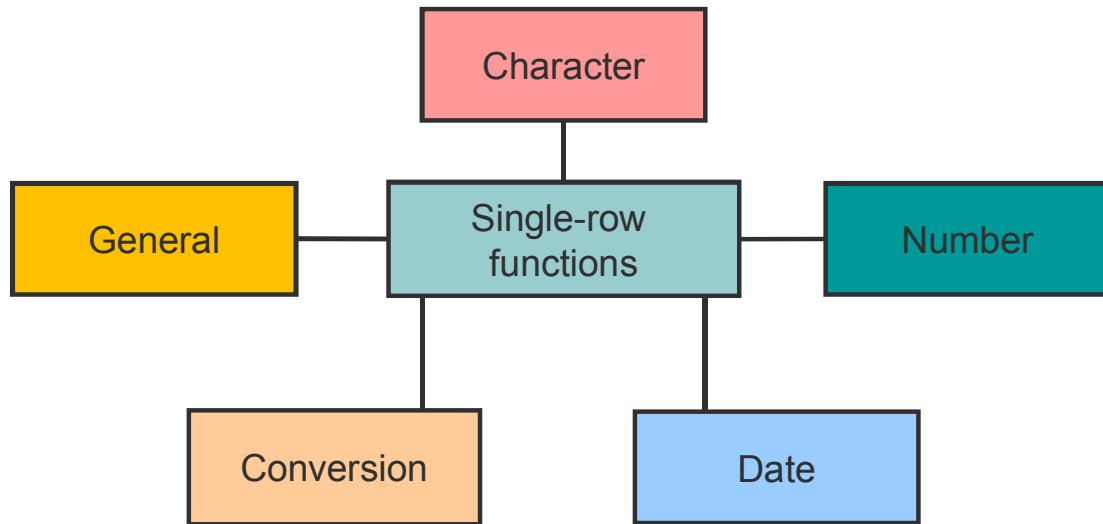 Character
General
Single-row
functions
Number
Conversion
Date